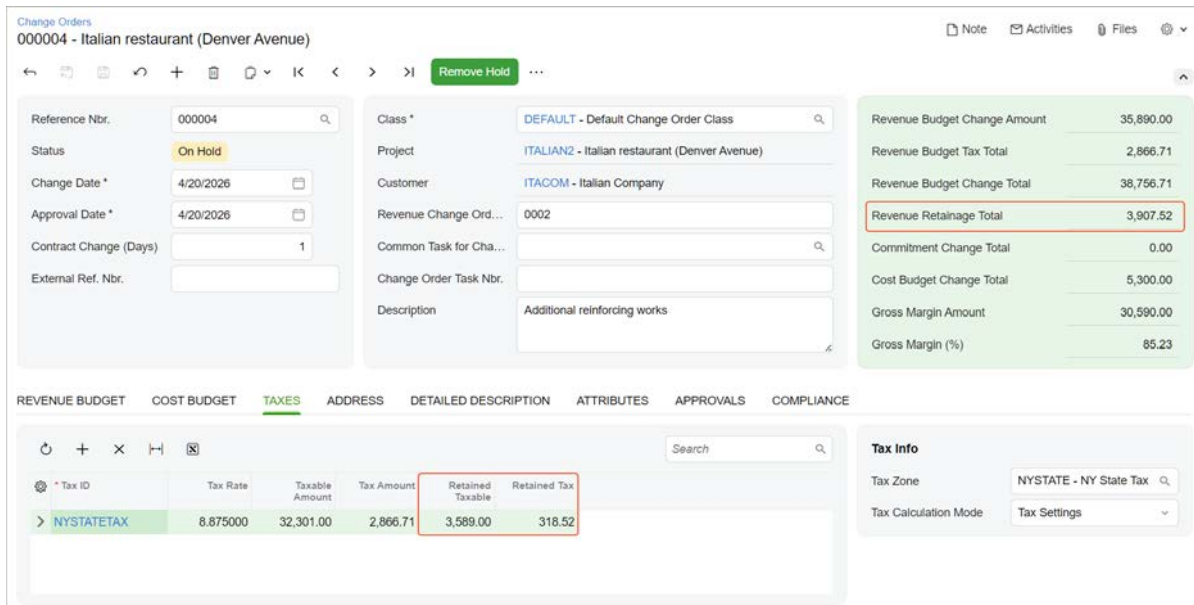 Change Orders
000004 - Italian restaurant (Denver Avenue)
Note Activities Files
Remove Hold
Reference Nbr. 000004
Status On Hold
Change Date * 4/20/2026
Approval Date * 4/20/2026
Contract Change (Days) 1
External Ref. Nbr.
Class * DEFAULT - Default Change Order Class
Project ITALIAN2 - Italian restaurant (Denver Avenue)
Customer ITACOM - Italian Company
Revenue Change Ord... 0002
Common Task for Cha...
Change Order Task Nbr.
Description Additional reinforcing works
Revenue Budget Change Amount 35,890.00
Revenue Budget Tax Total 2,866.71
Revenue Budget Change Total 38,756.71
Revenue Retainage Total 3,907.52
Commitment Change Total 0.00
Cost Budget Change Total 5,300.00
Gross Margin Amount 30,590.00
Gross Margin (%) 85.23
REVENUE BUDGET COST BUDGET TAXES ADDRESS DETAILED DESCRIPTION ATTRIBUTES APPROVALS COMPLIANCE
Search
* Tax ID Tax Rate Taxable Amount Tax Amount Retained Taxable Retained Tax
NYSTATETAX 8.875000 32,301.00 2,866.71 3,589.00 318.52
Tax Info
Tax Zone NYSTATE - NY State Tax
Tax Calculation Mode Tax Settings